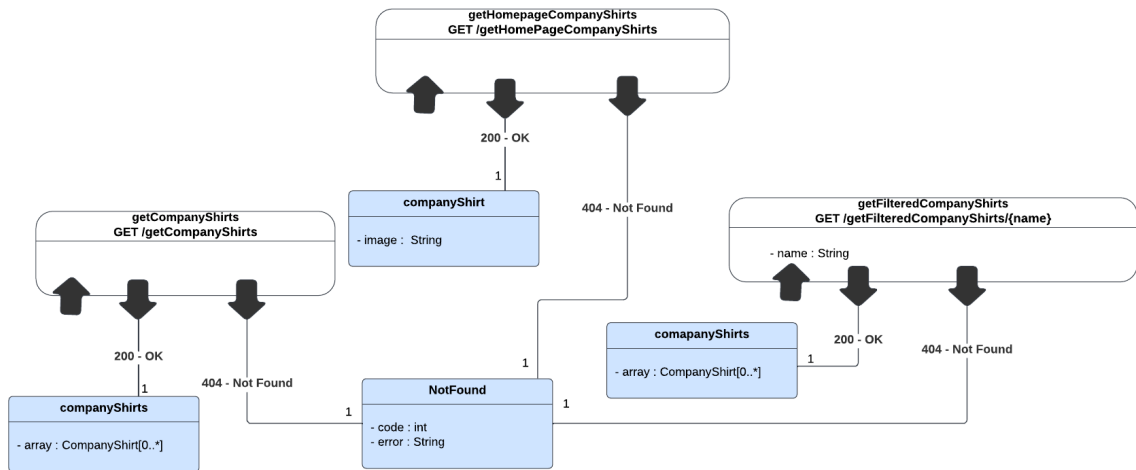 getHomepageCompanyShirts
GET /getHomePageCompanyShirts
200 - OK
1
companyShirt
- image : String
404 - Not Found
1
getCompanyShirts
GET /getCompanyShirts
200 - OK
1
404 - Not Found
1
companyShirts
- array : CompanyShirt[0..*]
NotFound
- code : int
- error : String
getFilteredCompanyShirts
GET /getFilteredCompanyShirts/{name}
- name : String
200 - OK
1
404 - Not Found
1
comapanyShirts
- array : CompanyShirt[0..*]